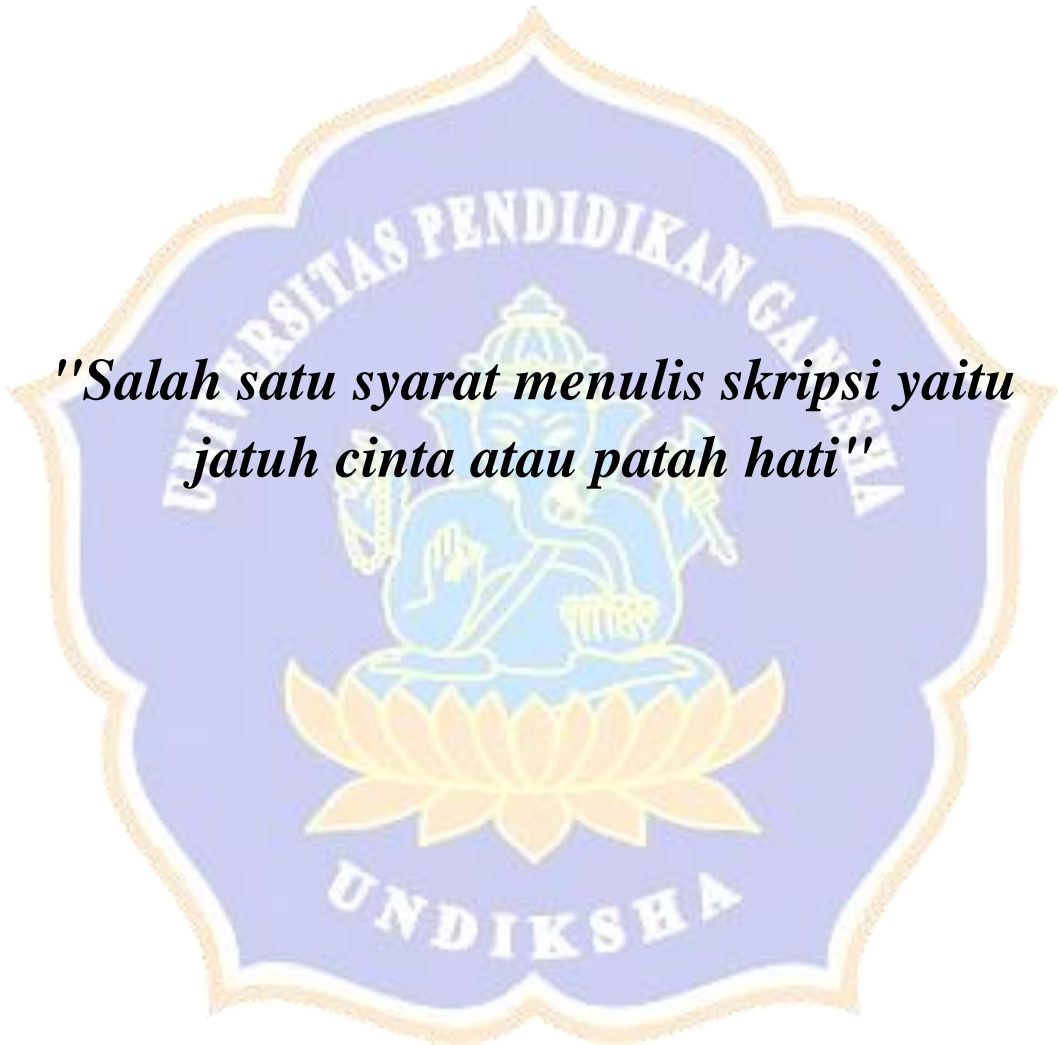 UNIVERSITAS PENDIDIKAN GANESHA
"Salah satu syarat menulis skripsi yaitu
jatuh cinta atau patah hati"
UNDIKSHA